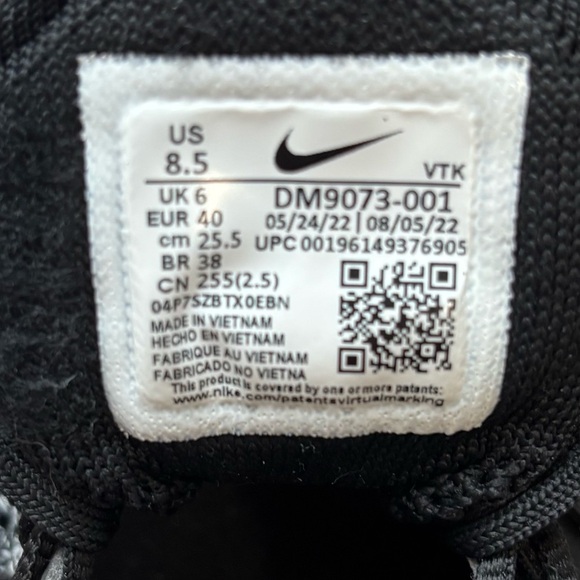 US
8.5
VTK
UK 6
DM9073-001
EUR 40
05/24/22 | 08/05/22
cm 25.5
UPC 00196149376905
BR 38
CN 255(2.5)
04P7SZBTX0EBN
MADE IN VIETNAM
HECHO EN VIETNAM
FABRIQUE AU VIETNAM
FABRICADO NO VIETNA
This product is covered by one or more patents:
www.nike.com/patentsvirtualmarking